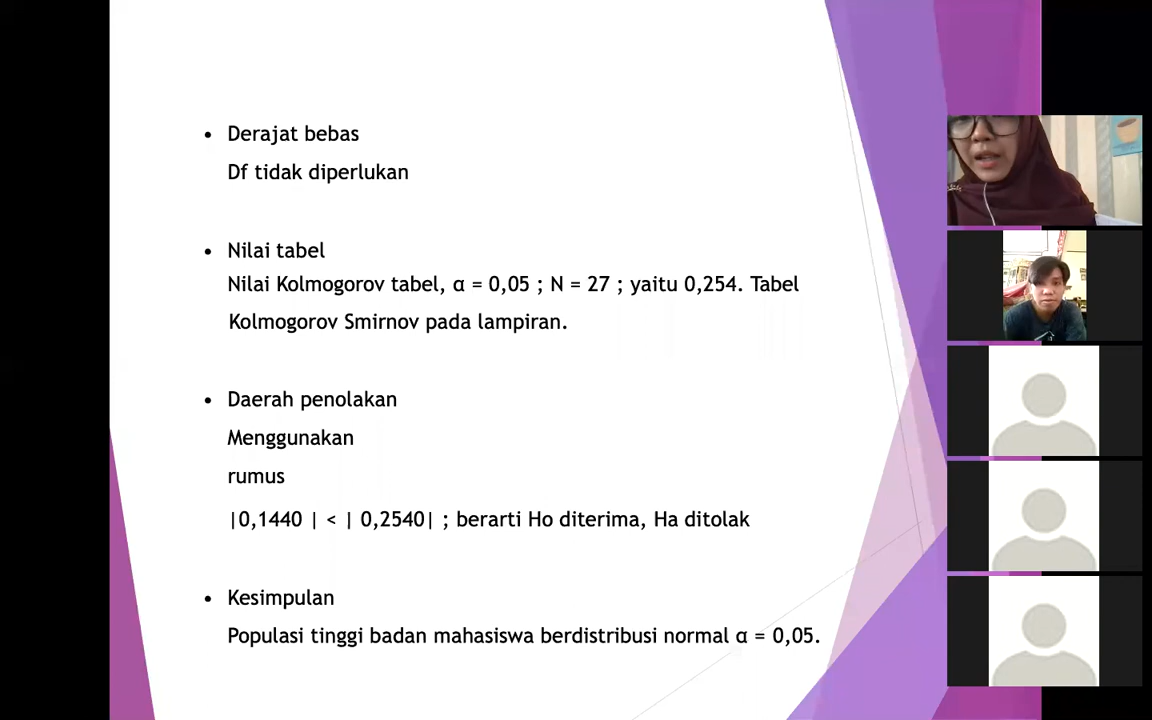 • Derajat bebas
Df tidak diperlukan
• Nilai tabel
Nilai Kolmogorov tabel, α = 0,05 ; N = 27 ; yaitu 0,254. Tabel
Kolmogorov Smirnov pada lampiran.
• Daerah penolakan
Menggunakan
rumus
|0,1440 | < | 0,2540| ; berarti Ho diterima, Ha ditolak
• Kesimpulan
Populasi tinggi badan mahasiswa berdistribusi normal α = 0,05.